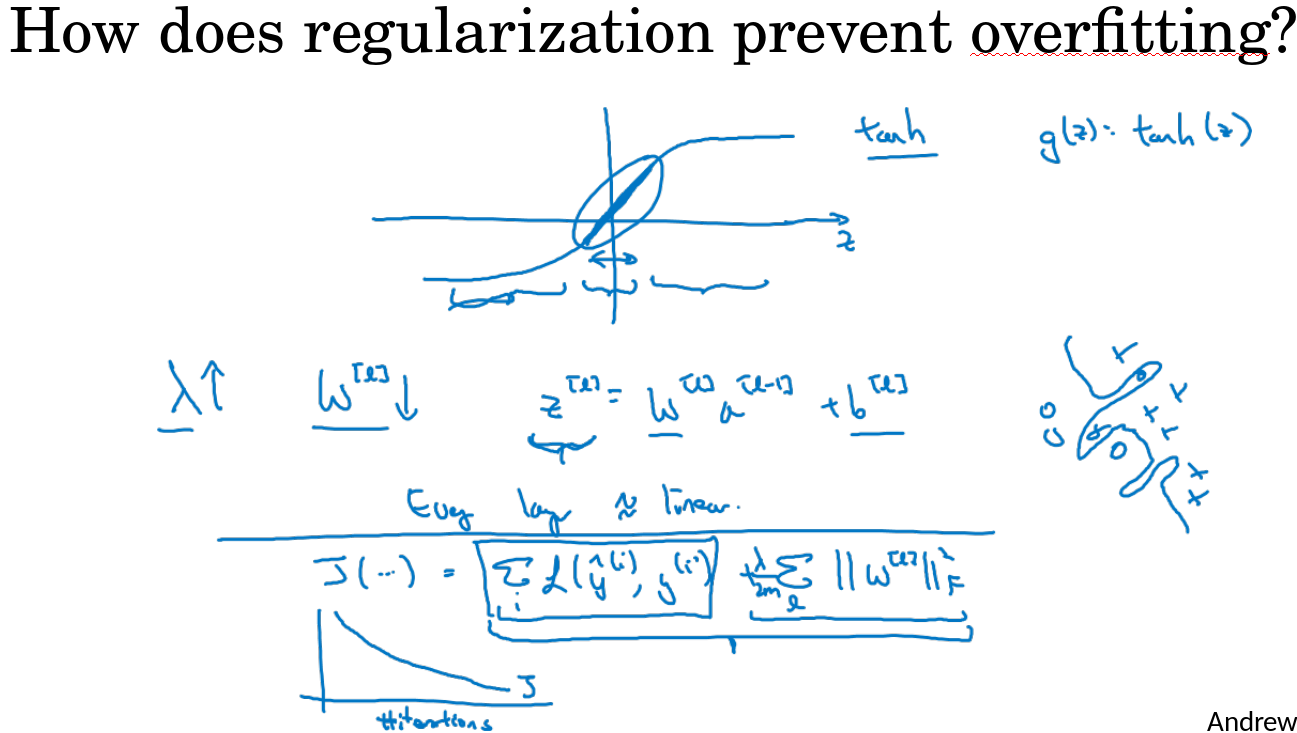 How does regularization prevent overfitting?
tanh
g(z) = tanh(z)
z
λ↑ W^[l]↓ z^[l] = W^[l] a^[l-1] + b^[l]
Every layer ≈ linear.
J(...) = Σ_i L(ŷ^(i), y^(i)) + λ/2m Σ_l ||W^[l]||²_F
J
#iterations
Andrew